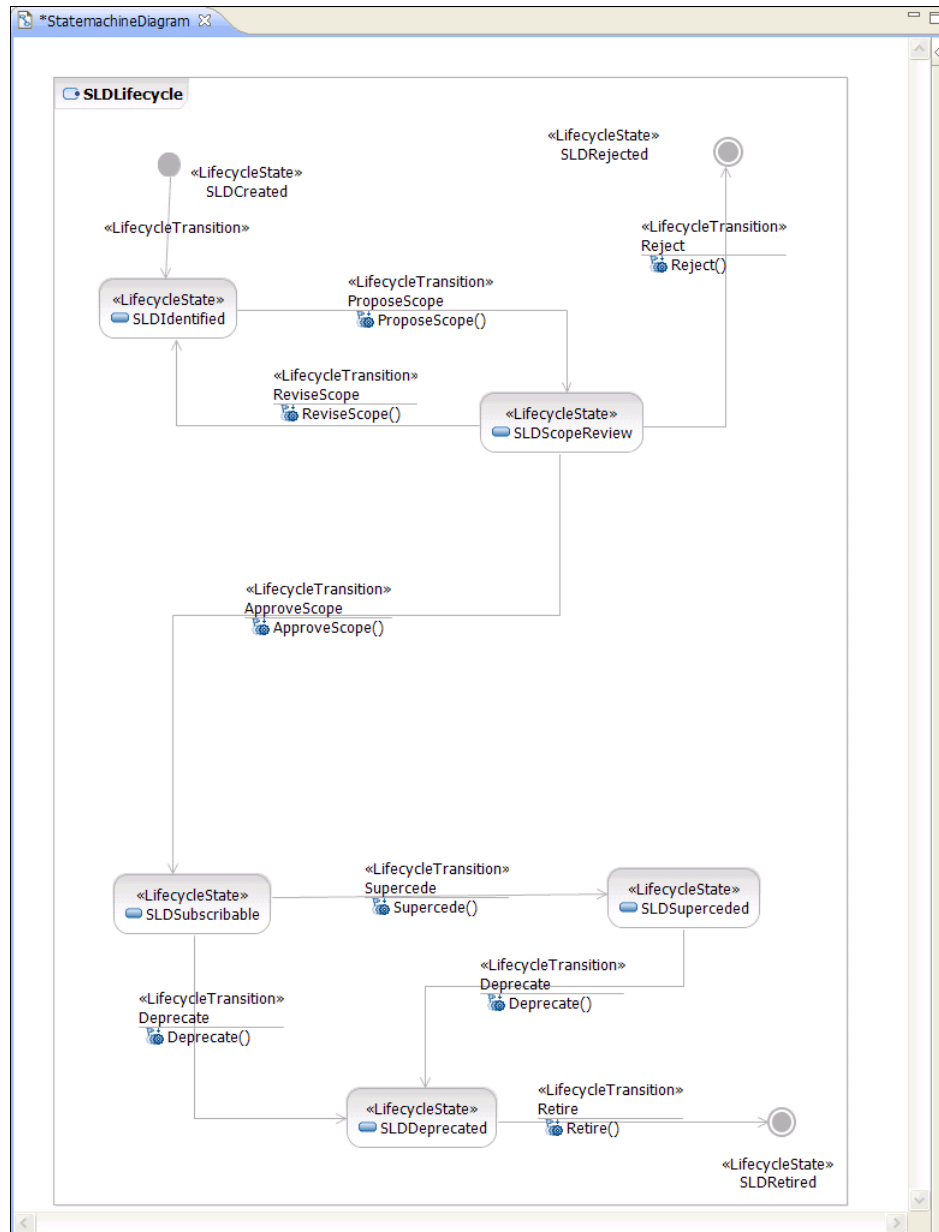 *StatemachineDiagram
SLDLifecycle
«LifecycleState»
SLDCreated
«LifecycleState»
SLDRejected
«LifecycleTransition»
«LifecycleTransition»
Reject
Reject()
«LifecycleState»
SLDIdentified
«LifecycleTransition»
ProposeScope
ProposeScope()
«LifecycleTransition»
ReviseScope
ReviseScope()
«LifecycleState»
SLDScopeReview
«LifecycleTransition»
ApproveScope
ApproveScope()
«LifecycleState»
SLDSubscribable
«LifecycleTransition»
Supercede
Supercede()
«LifecycleState»
SLDSuperceded
«LifecycleTransition»
Deprecate
Deprecate()
«LifecycleTransition»
Deprecate
Deprecate()
«LifecycleState»
SLDDeprecated
«LifecycleTransition»
Retire
Retire()
«LifecycleState»
SLDRetired